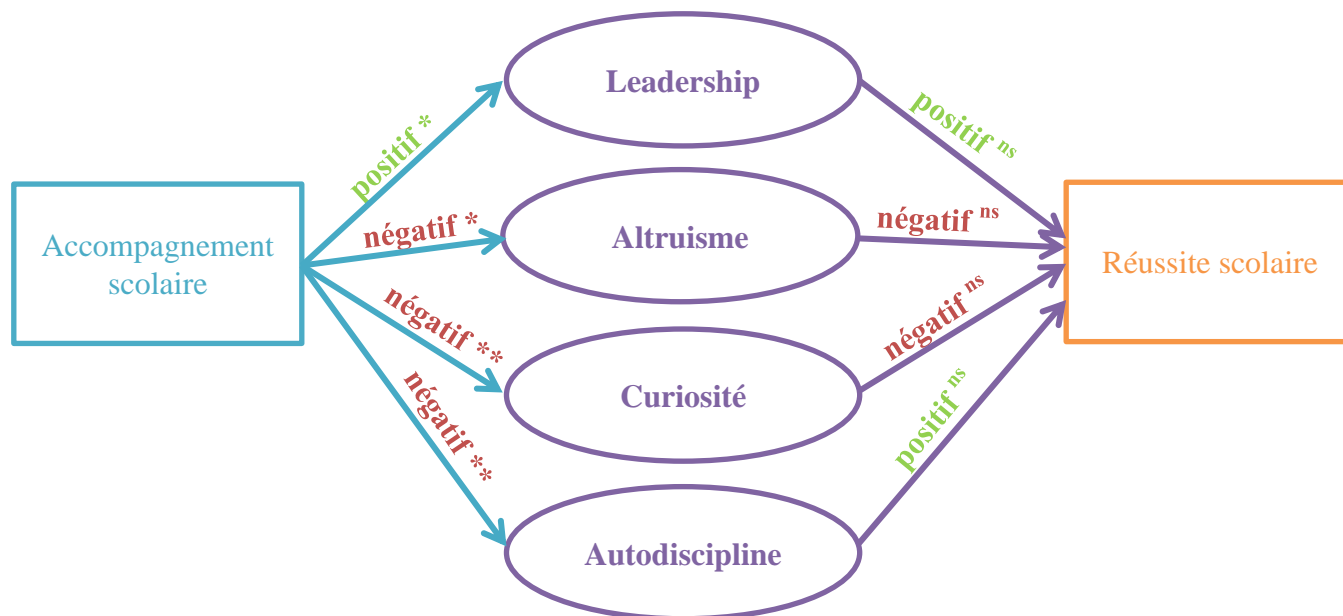 Leadership
positif *
positif ns
négatif *
Altruisme
négatif ns
Accompagnement
scolaire
Réussite scolaire
négatif **
négatif ns
Curiosité
négatif **
positif ns
Autodiscipline